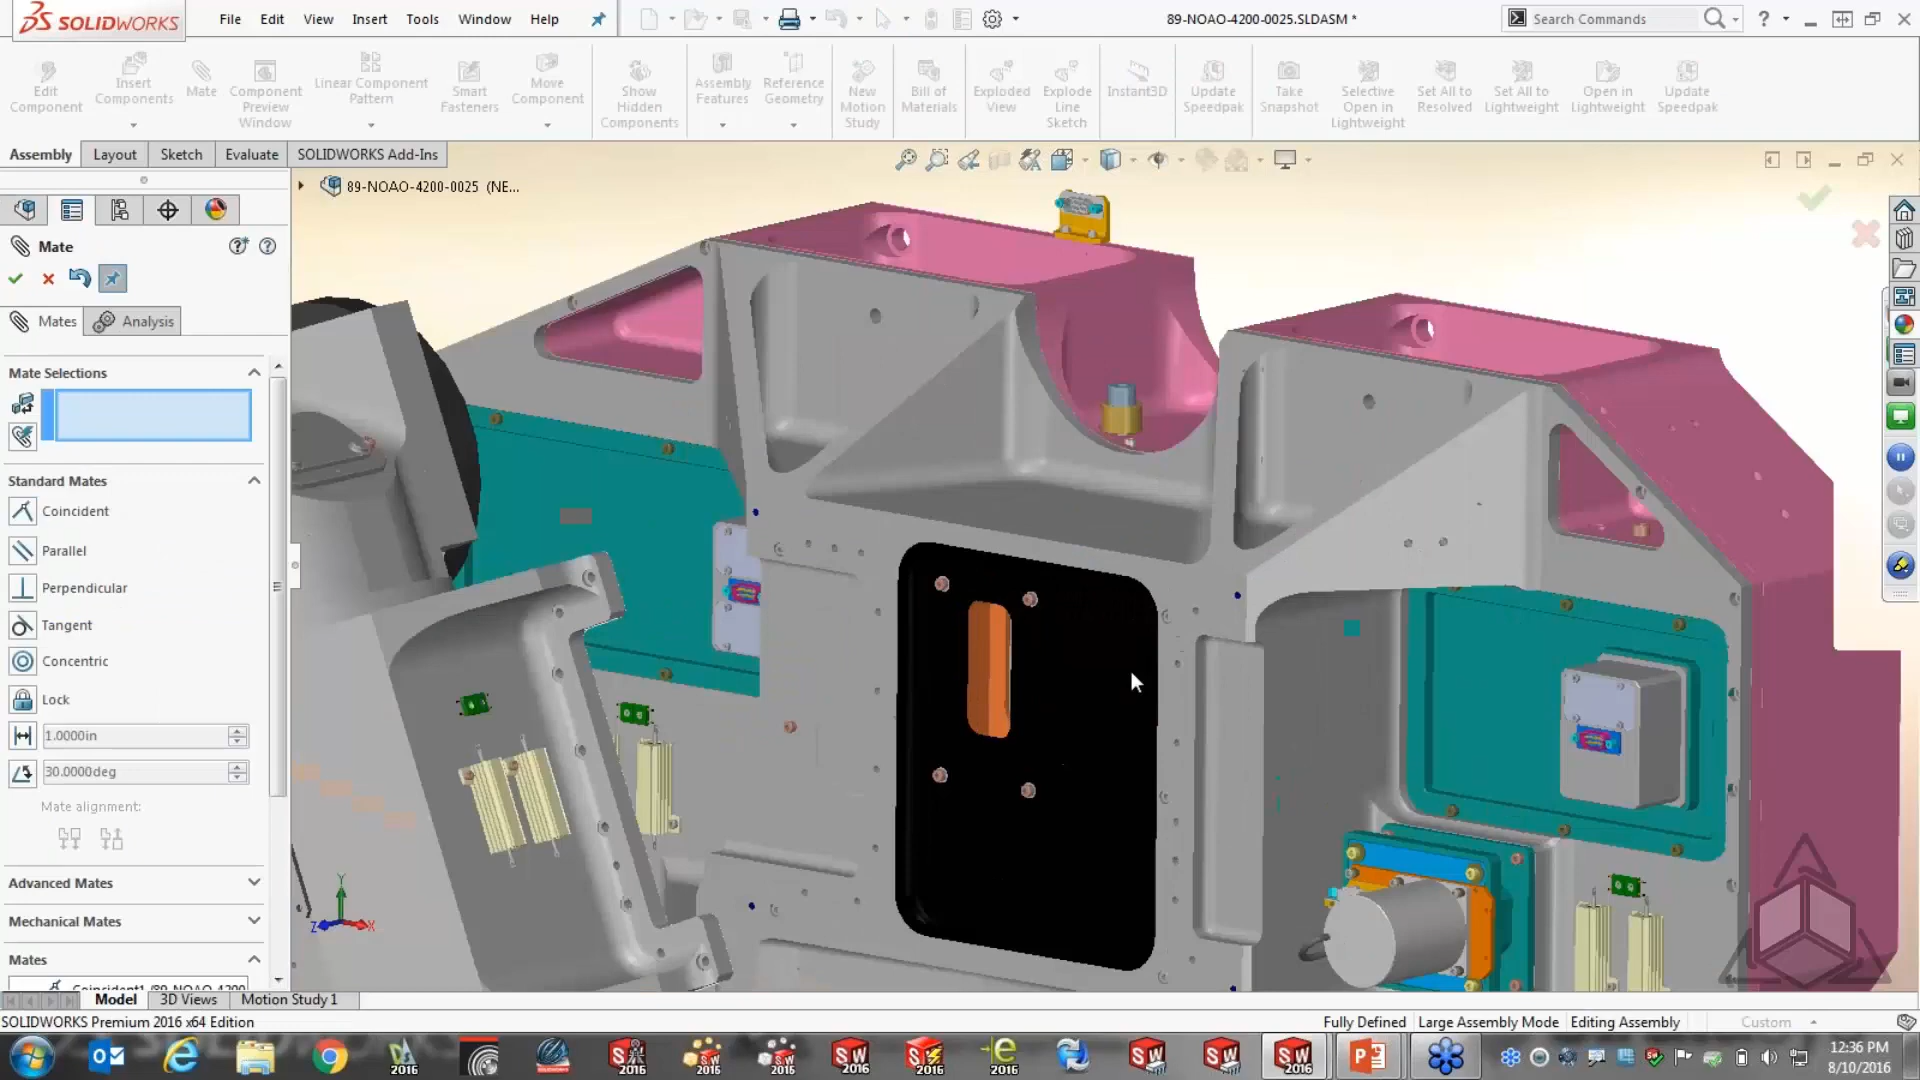 SOLIDWORKS
File Edit View Insert Tools Window Help
89-NOAO-4200-0025.SLDASM *
Search Commands
Edit Component
Insert Components
Mate
Component Preview Window
Linear Component Pattern
Smart Fasteners
Move Component
Show Hidden Components
Assembly Features
Reference Geometry
New Motion Study
Bill of Materials
Exploded View
Explode Line Sketch
Instant3D
Update Speedpak
Take Snapshot
Selective Open in Lightweight
Set All to Resolved
Set All to Lightweight
Open in Lightweight
Update Speedpak
Assembly Layout Sketch Evaluate SOLIDWORKS Add-Ins
89-NOAO-4200-0025 (NE...
Mate
Mates Analysis
Mate Selections
Standard Mates
Coincident
Parallel
Perpendicular
Tangent
Concentric
Lock
1.0000in
30.0000deg
Mate alignment:
Advanced Mates
Mechanical Mates
Mates
Coincident1 (89-NOAO-4200
Y
Z X
Model 3D Views Motion Study 1
SOLIDWORKS Premium 2016 x64 Edition
Fully Defined Large Assembly Mode Editing Assembly Custom
2016 2016 2015 2015 2016 2016 2016 2016
12:36 PM
8/10/2016